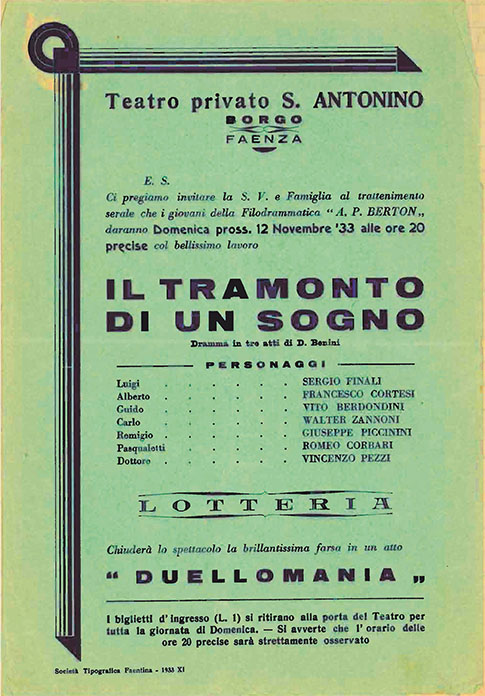 Teatro privato S. ANTONINO
BORGO
FAENZA
E. S.
Ci pregiamo invitare la S. V. e Famiglia al trattenimento
serale che i giovani della Filodrammatica "A. P. BERTON„
daranno Domenica pross. 12 Novembre '33 alle ore 20
precise col bellissimo lavoro
IL TRAMONTO
DI UN SOGNO
Dramma in tre atti di D. Benini
PERSONAGGI
Luigi . . . . . . SERGIO FINALI
Alberto . . . . . . FRANCESCO CORTESI
Guido . . . . . . VITO BERDONDINI
Carlo . . . . . . WALTER ZANNONI
Romigio . . . . . . GIUSEPPE PICCININI
Pasqualotti . . . . . . ROMEO CORBARI
Dottore . . . . . . VINCENZO PEZZI
LOTTERIA
Chiuderà lo spettacolo la brillantissima farsa in un atto
" DUELLOMANIA „
I biglietti d'ingresso (L. 1) si ritirano alla porta del Teatro per
tutta la giornata di Domenica. — Si avverte che l'orario delle
ore 20 precise sarà strettamente osservato
Società Tipografica Faentina - 1933 XI